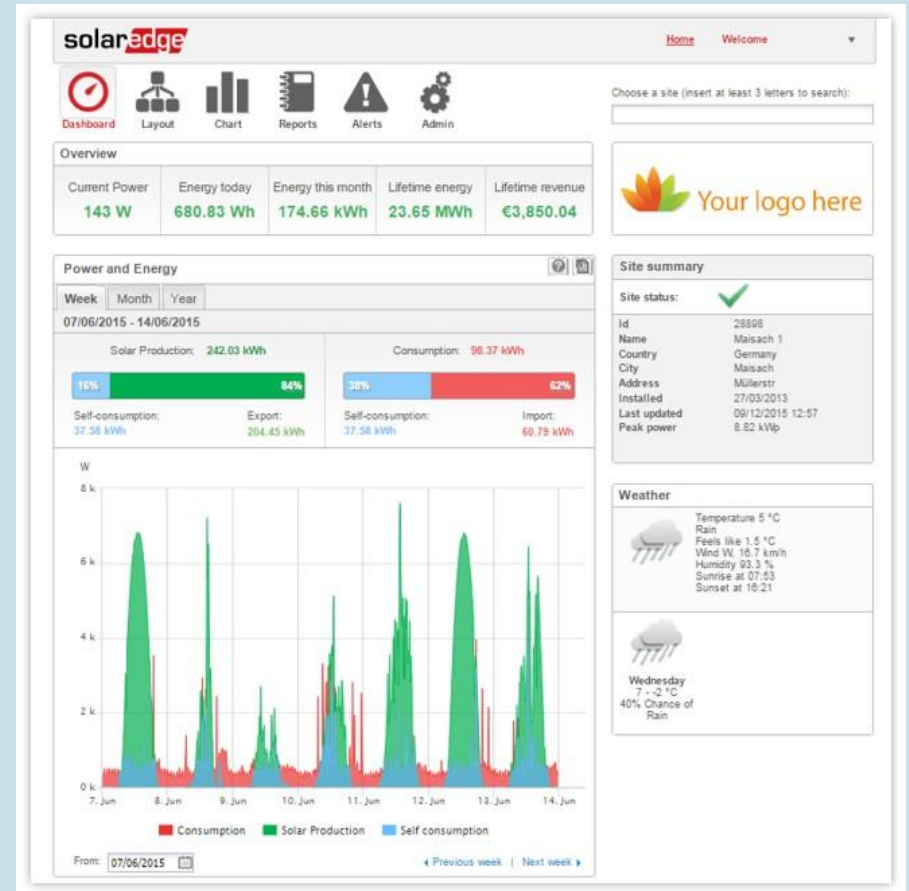 solaredge
Home Welcome
Dashboard Layout Chart Reports Alerts Admin
Choose a site (insert at least 3 letters to search):
Overview
Current Power Energy today Energy this month Lifetime energy Lifetime revenue
143 W 680.83 Wh 174.66 kWh 23.65 MWh €3,850.04
Your logo here
Power and Energy
Week Month Year
07/06/2015 - 14/06/2015
Solar Production: 242.03 kWh Consumption: 98.37 kWh
16% 84% 38% 62%
Self-consumption: Export: Self-consumption: Import:
37.58 kWh 204.45 kWh 37.58 kWh 60.79 kWh
W
8 k
6 k
4 k
2 k
0 k
7. Jun 8. Jun 9. Jun 10. Jun 11. Jun 12. Jun 13. Jun 14. Jun
Consumption Solar Production Self consumption
From: 07/06/2015 Previous week | Next week
Site summary
Site status:
Id 28898
Name Maisach 1
Country Germany
City Maisach
Address Müllerstr
Installed 27/03/2013
Last updated 09/12/2015 12:57
Peak power 8.82 kWp
Weather
Temperature 5 °C
Rain
Feels like 1.5 °C
Wind W, 16.7 km/h
Humidity 93.3 %
Sunrise at 07:53
Sunset at 16:21
Wednesday
7 - -2 °C
40% Chance of
Rain